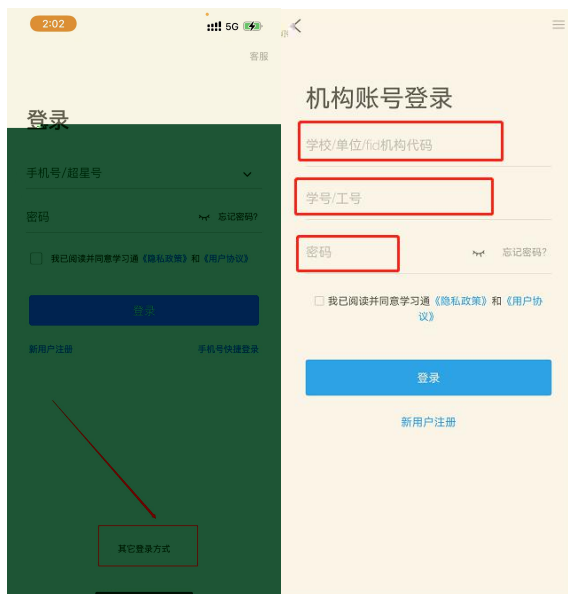 2:02
5G
客服
登录
手机号/超星号
密码
忘记密码?
我已阅读并同意学习通《隐私政策》和《用户协议》
登录
新用户注册
手机号快捷登录
其它登录方式
机构账号登录
学校/单位/fid机构代码
学号/工号
密码
忘记密码?
我已阅读并同意学习通《隐私政策》和《用户协
议》
登录
新用户注册